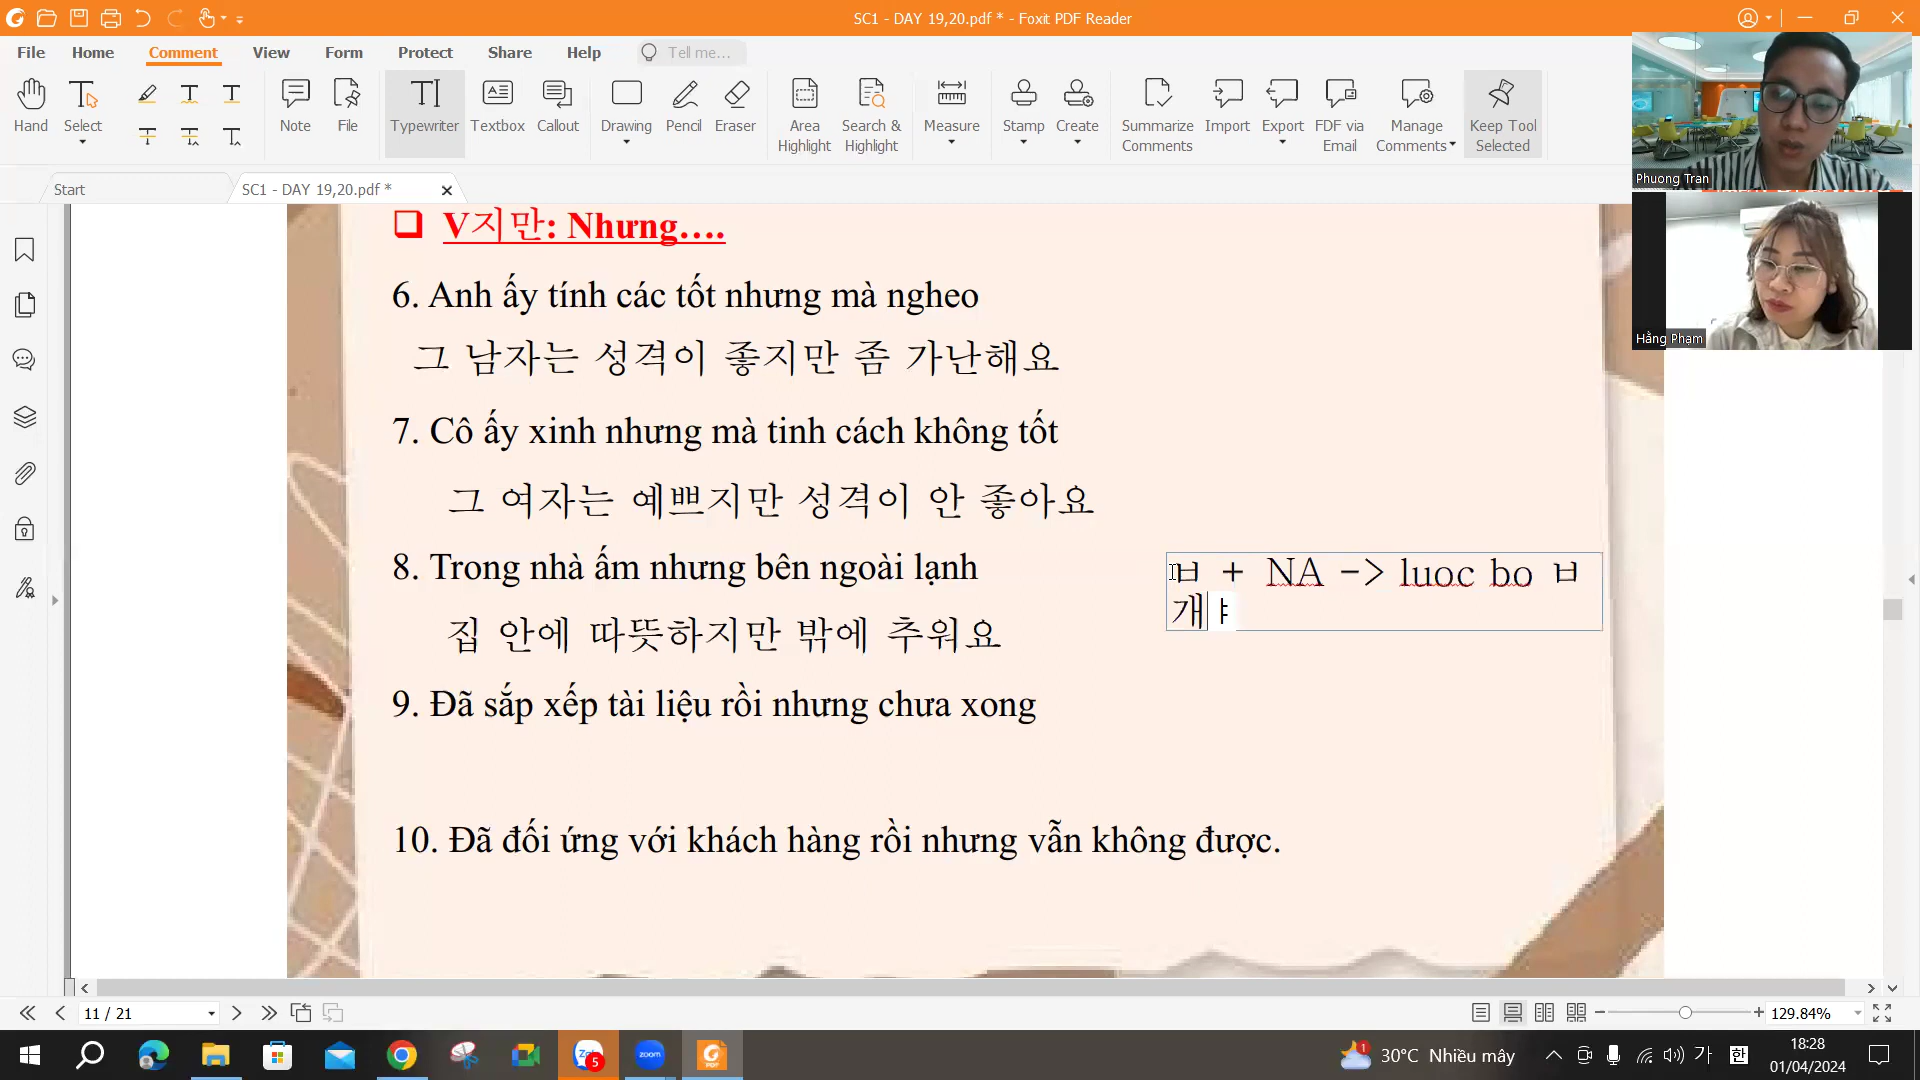 SC1 - DAY 19,20.pdf * - Foxit PDF Reader
File Home Comment View Form Protect Share Help Tell me...
Hand Select Note File Typewriter Textbox Callout Drawing Pencil Eraser Area Highlight Search & Highlight Measure Stamp Create Summarize Comments Import Export FDF via Email Manage Comments Keep Tool Selected
Start SC1 - DAY 19,20.pdf *
Phuong Tran
Hằng Phạm
V지만: Nhưng….
6. Anh ấy tính các tốt nhưng mà ngheo
그 남자는 성격이 좋지만 좀 가난해요
7. Cô ấy xinh nhưng mà tinh cách không tốt
그 여자는 예쁘지만 성격이 안 좋아요
8. Trong nhà ấm nhưng bên ngoài lạnh
집 안에 따뜻하지만 밖에 추워요
ㅂ + NA -> luoc bo ㅂ
개 ㅑ
9. Đã sắp xếp tài liệu rồi nhưng chưa xong
10. Đã đối ứng với khách hàng rồi nhưng vẫn không được.
11 / 21
129.84%
5
zoom
1
30°C Nhiều mây
가
한
18:28
01/04/2024